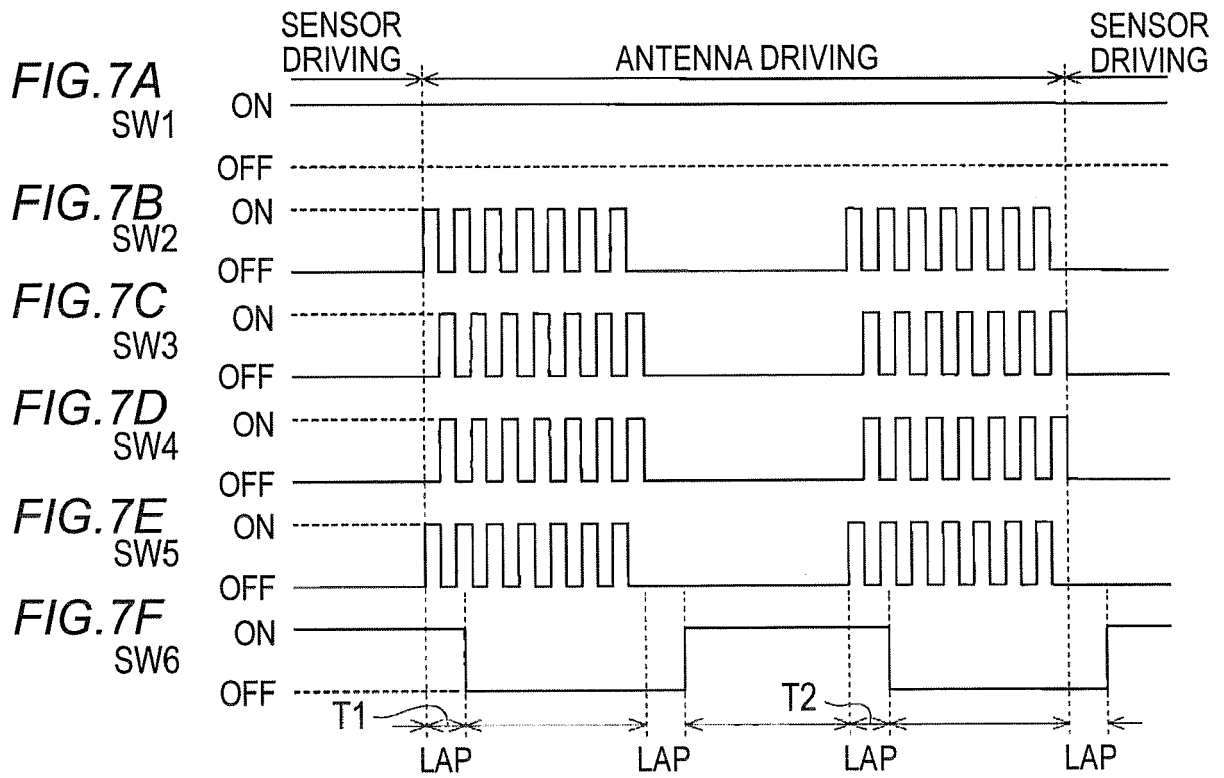 SENSOR
DRIVING
ANTENNA DRIVING
SENSOR
DRIVING
FIG.7A
SW1
ON
OFF
FIG.7B
SW2
ON
OFF
FIG.7C
SW3
ON
OFF
FIG.7D
SW4
ON
OFF
FIG.7E
SW5
ON
OFF
FIG.7F
SW6
ON
OFF
T1
T2
LAP
LAP
LAP
LAP